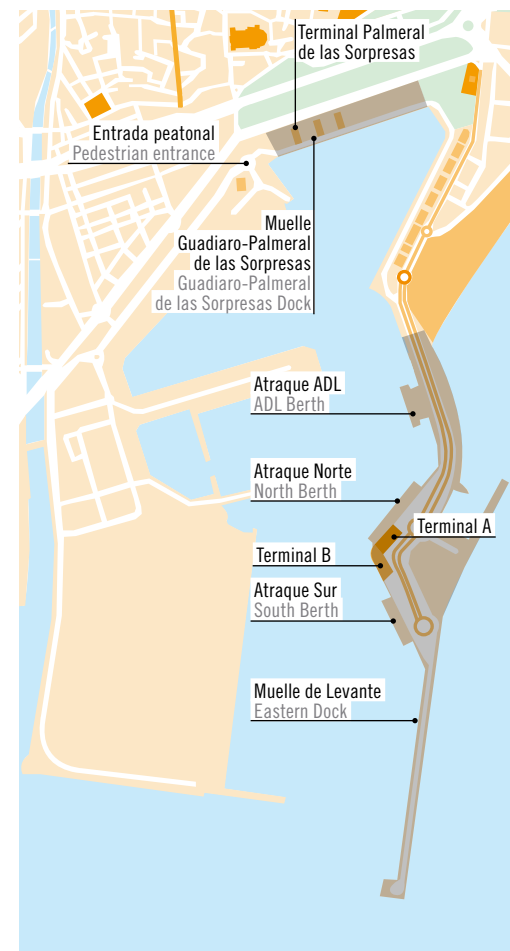 Terminal Palmeral
de las Sorpresas
Entrada peatonal
Pedestrian entrance
Muelle
Guadiaro-Palmeral
de las Sorpresas
Guadiaro-Palmeral
de las Sorpresas Dock
Atraque ADL
ADL Berth
Atraque Norte
North Berth
Terminal A
Terminal B
Atraque Sur
South Berth
Muelle de Levante
Eastern Dock